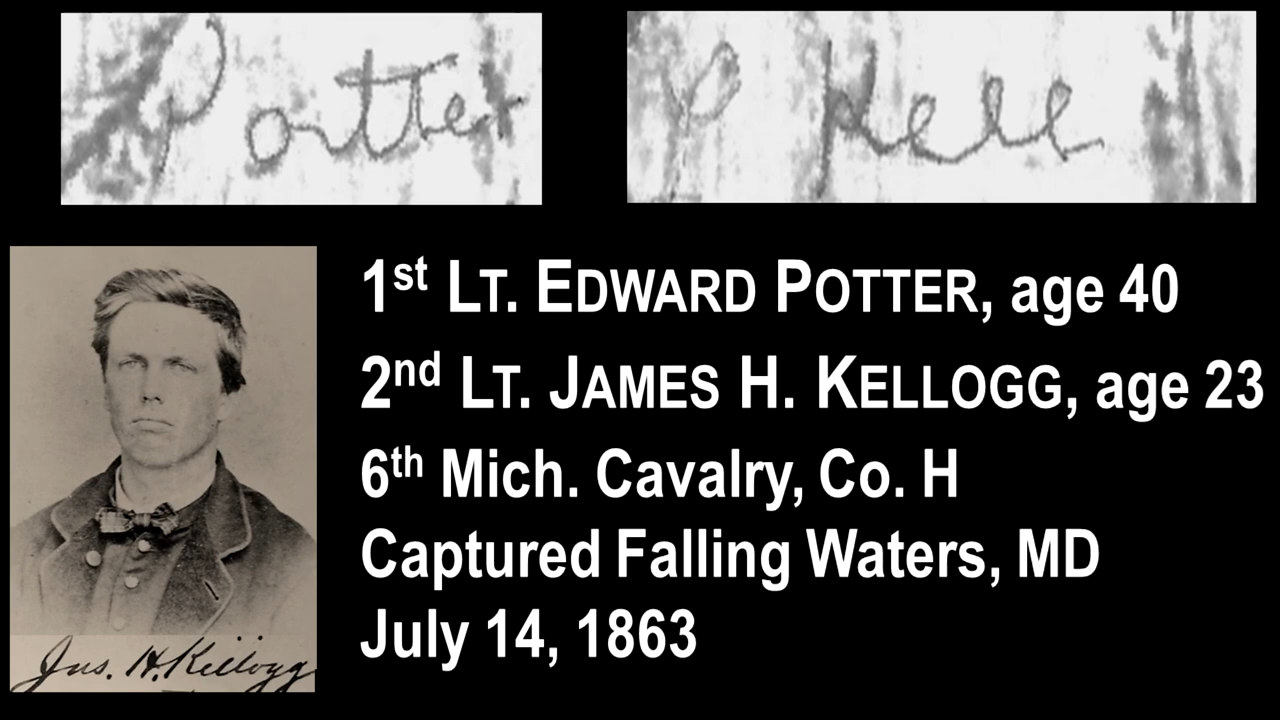 Potter
Kell
1st LT. EDWARD POTTER, age 40
2nd LT. JAMES H. KELLOGG, age 23
6th Mich. Cavalry, Co. H
Captured Falling Waters, MD
July 14, 1863
Jas. H. Kellogg